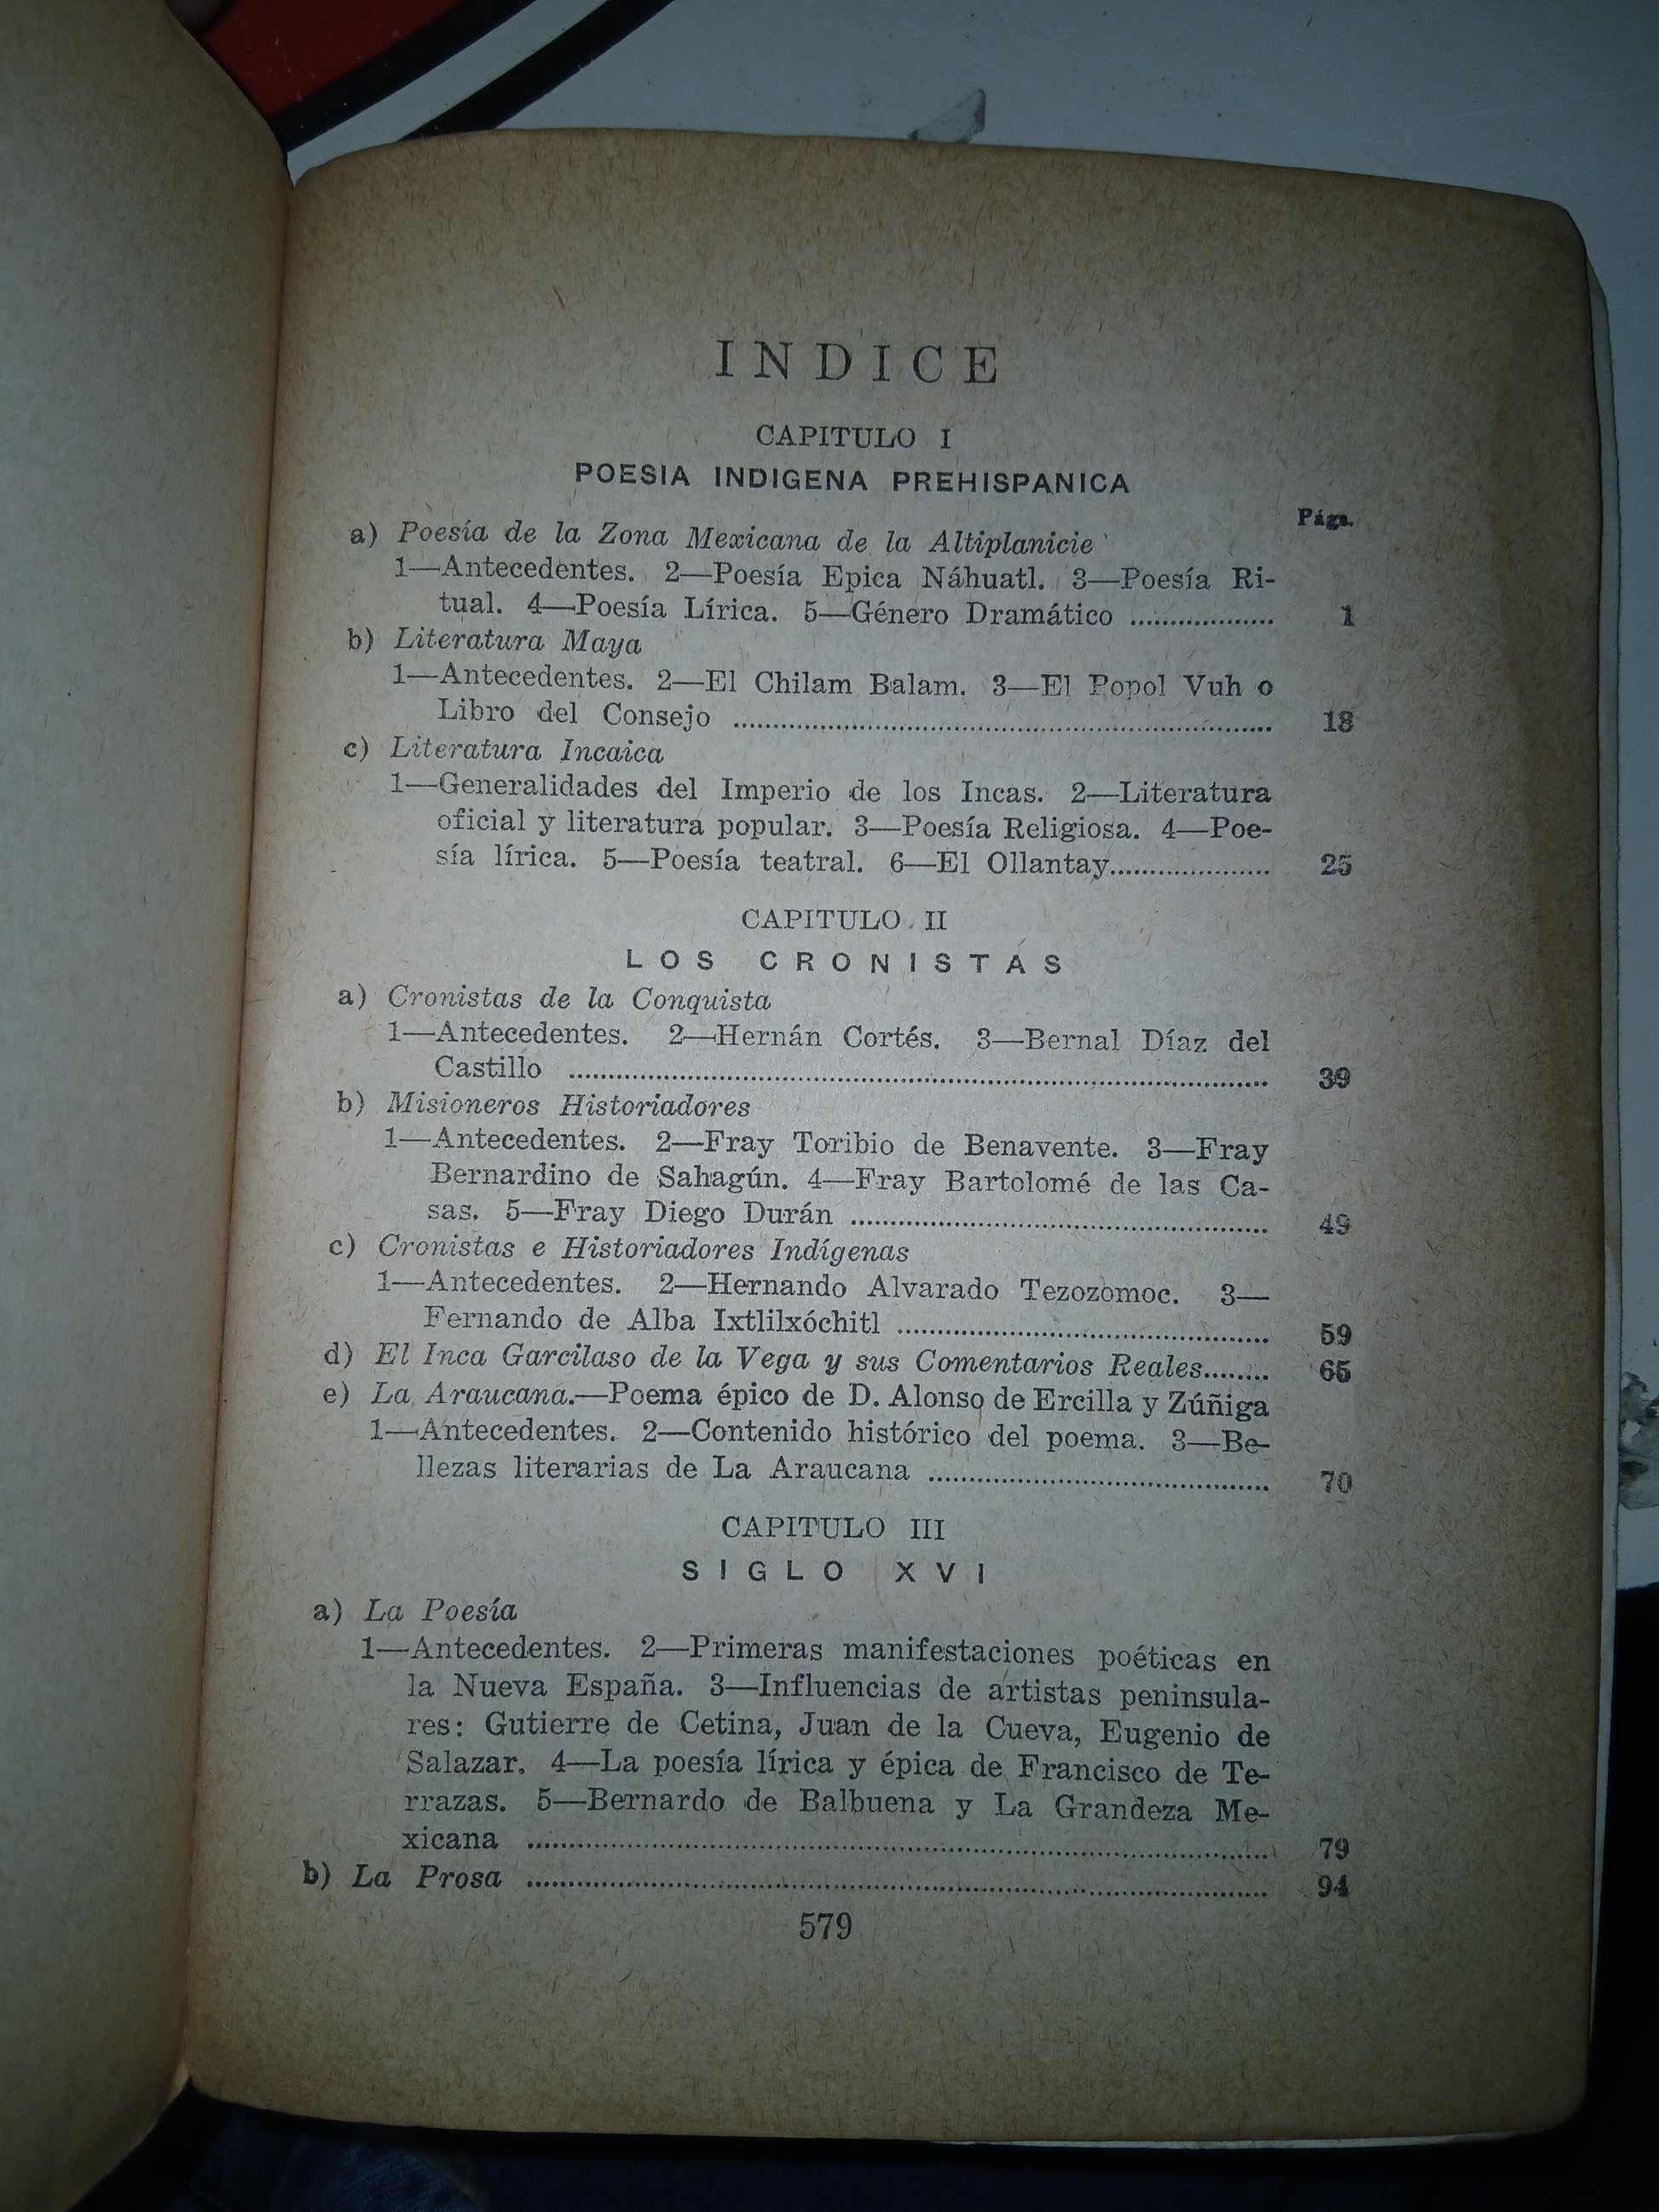 INDICE
CAPITULO I
POESIA INDIGENA PREHISPANICA
Págs.
a) Poesía de la Zona Mexicana de la Altiplanicie
1—Antecedentes. 2—Poesía Epica Náhuatl. 3—Poesía Ri-
tual. 4—Poesía Lírica. 5—Género Dramático .................. 1
b) Literatura Maya
1—Antecedentes. 2—El Chilam Balam. 3—El Popol Vuh o
Libro del Consejo .................. 18
c) Literatura Incaica
1—Generalidades del Imperio de los Incas. 2—Literatura
oficial y literatura popular. 3—Poesía Religiosa. 4—Poe-
sía lírica. 5—Poesía teatral. 6—El Ollantay.................. 25
CAPITULO II
LOS CRONISTAS
a) Cronistas de la Conquista
1—Antecedentes. 2—Hernán Cortés. 3—Bernal Díaz del
Castillo .................. 39
b) Misioneros Historiadores
1—Antecedentes. 2—Fray Toribio de Benavente. 3—Fray
Bernardino de Sahagún. 4—Fray Bartolomé de las Ca-
sas. 5—Fray Diego Durán .................. 49
c) Cronistas e Historiadores Indígenas
1—Antecedentes. 2—Hernando Alvarado Tezozomoc. 3—
Fernando de Alba Ixtlilxóchitl .................. 59
d) El Inca Garcilaso de la Vega y sus Comentarios Reales........ 65
e) La Araucana.—Poema épico de D. Alonso de Ercilla y Zúñiga
1—Antecedentes. 2—Contenido histórico del poema. 3—Be-
llezas literarias de La Araucana .................. 70
CAPITULO III
SIGLO XVI
a) La Poesía
1—Antecedentes. 2—Primeras manifestaciones poéticas en
la Nueva España. 3—Influencias de artistas peninsula-
res: Gutierre de Cetina, Juan de la Cueva, Eugenio de
Salazar. 4—La poesía lírica y épica de Francisco de Te-
rrazas. 5—Bernardo de Balbuena y La Grandeza Me-
xicana .................. 79
b) La Prosa .................. 94
579